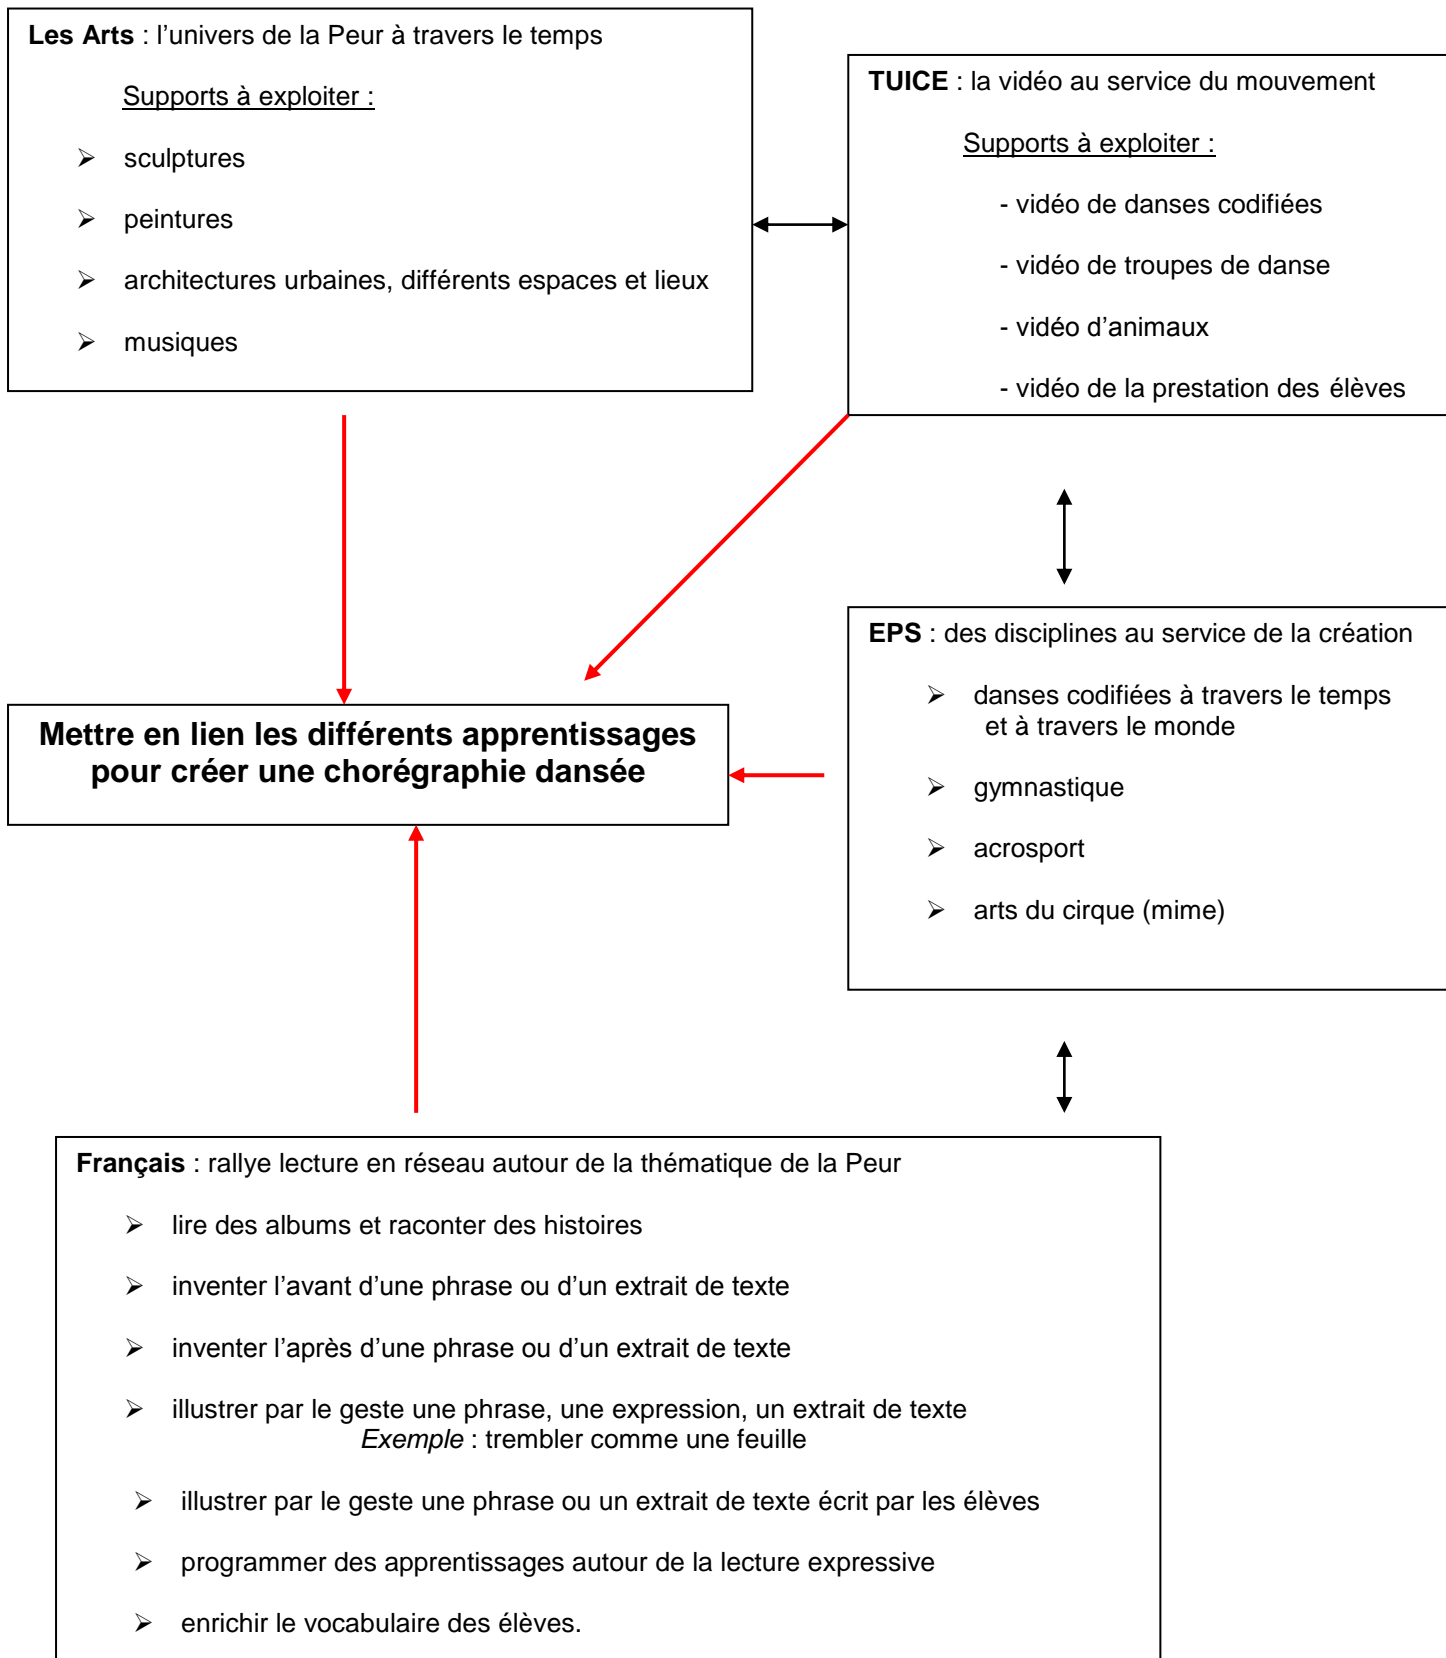 Les Arts : l'univers de la Peur à travers le temps
Supports à exploiter :
➢ sculptures
➢ peintures
➢ architectures urbaines, différents espaces et lieux
➢ musiques
TUICE : la vidéo au service du mouvement
Supports à exploiter :
- vidéo de danses codifiées
- vidéo de troupes de danse
- vidéo d'animaux
- vidéo de la prestation des élèves
EPS : des disciplines au service de la création
➢ danses codifiées à travers le temps
et à travers le monde
➢ gymnastique
➢ acrosport
➢ arts du cirque (mime)
Mettre en lien les différents apprentissages
pour créer une chorégraphie dansée
Français : rallye lecture en réseau autour de la thématique de la Peur
➢ lire des albums et raconter des histoires
➢ inventer l'avant d'une phrase ou d'un extrait de texte
➢ inventer l'après d'une phrase ou d'un extrait de texte
➢ illustrer par le geste une phrase, une expression, un extrait de texte
Exemple : trembler comme une feuille
➢ illustrer par le geste une phrase ou un extrait de texte écrit par les élèves
➢ programmer des apprentissages autour de la lecture expressive
➢ enrichir le vocabulaire des élèves.